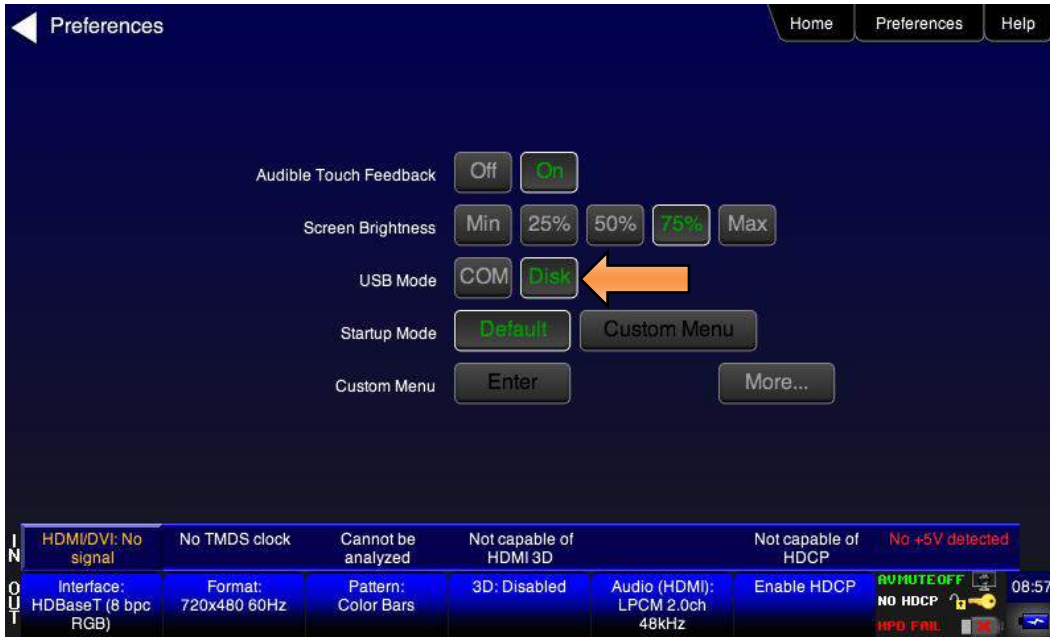 Preferences
Home Preferences Help
Audible Touch Feedback Off On
Screen Brightness Min 25% 50% 75% Max
USB Mode COM Disk
Startup Mode Default Custom Menu
Custom Menu Enter More...
IN
HDMI/DVI: No
signal
No TMDS clock
Cannot be
analyzed
Not capable of
HDMI 3D
Not capable of
HDCP
No +5V detected
OUT
Interface:
HDBaseT (8 bpc
RGB)
Format:
720x480 60Hz
Pattern:
Color Bars
3D: Disabled
Audio (HDMI):
LPCM 2.0ch
48kHz
Enable HDCP
AVMUTEOFF
NO HDCP
HPD FAIL
08:57